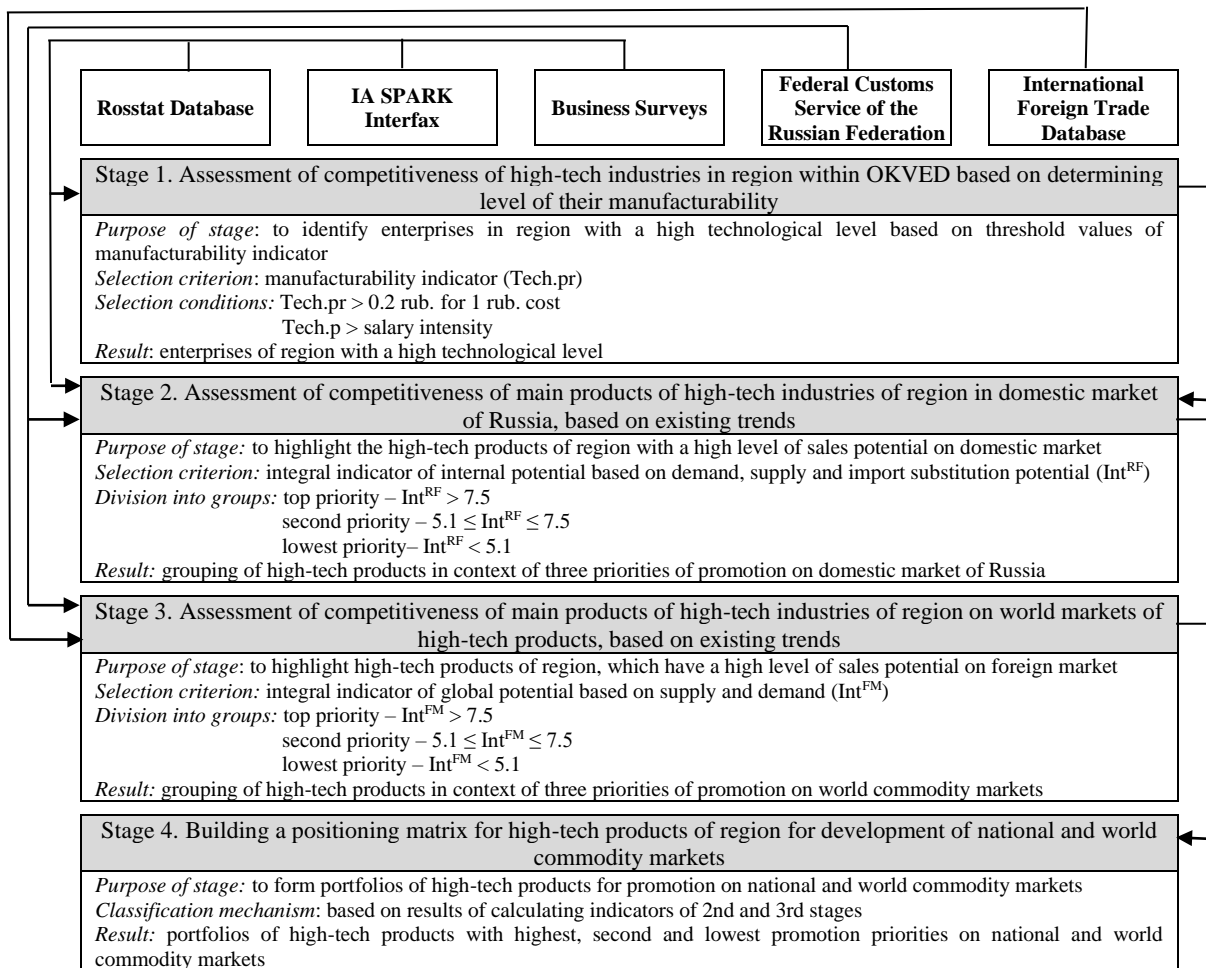 Rosstat Database
IA SPARK
Interfax
Business Surveys
Federal Customs
Service of the
Russian Federation
International
Foreign Trade
Database
Stage 1. Assessment of competitiveness of high-tech industries in region within OKVED based on determining
level of their manufacturability
Purpose of stage: to identify enterprises in region with a high technological level based on threshold values of
manufacturability indicator
Selection criterion: manufacturability indicator (Tech.pr)
Selection conditions: Tech.pr > 0.2 rub. for 1 rub. cost
Tech.p > salary intensity
Result: enterprises of region with a high technological level
Stage 2. Assessment of competitiveness of main products of high-tech industries of region in domestic market
of Russia, based on existing trends
Purpose of stage: to highlight the high-tech products of region with a high level of sales potential on domestic market
Selection criterion: integral indicator of internal potential based on demand, supply and import substitution potential (Int^RF)
Division into groups: top priority – Int^RF > 7.5
second priority – 5.1 ≤ Int^RF ≤ 7.5
lowest priority– Int^RF < 5.1
Result: grouping of high-tech products in context of three priorities of promotion on domestic market of Russia
Stage 3. Assessment of competitiveness of main products of high-tech industries of region on world markets of
high-tech products, based on existing trends
Purpose of stage: to highlight high-tech products of region, which have a high level of sales potential on foreign market
Selection criterion: integral indicator of global potential based on supply and demand (Int^FM)
Division into groups: top priority – Int^FM > 7.5
second priority – 5.1 ≤ Int^FM ≤ 7.5
lowest priority – Int^FM < 5.1
Result: grouping of high-tech products in context of three priorities of promotion on world commodity markets
Stage 4. Building a positioning matrix for high-tech products of region for development of national and world
commodity markets
Purpose of stage: to form portfolios of high-tech products for promotion on national and world commodity markets
Classification mechanism: based on results of calculating indicators of 2nd and 3rd stages
Result: portfolios of high-tech products with highest, second and lowest promotion priorities on national and world
commodity markets